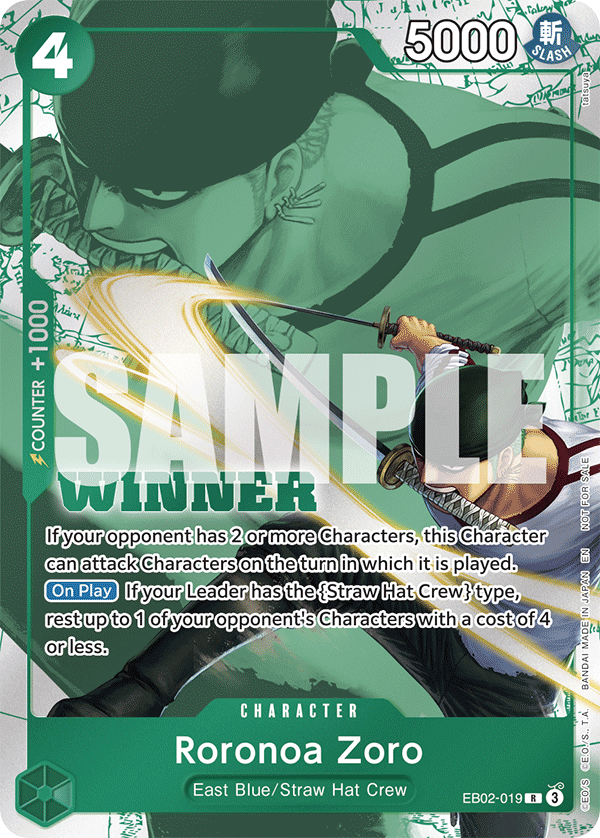 4
5000
斬
SLASH
tatsuya
COUNTER +1000
SAMPLE
WINNER
If your opponent has 2 or more Characters, this Character
can attack Characters on the turn in which it is played.
On Play If your Leader has the {Straw Hat Crew} type,
rest up to 1 of your opponent's Characters with a cost of 4
or less.
CHARACTER
Roronoa Zoro
East Blue/Straw Hat Crew
EB02-019 R 3
©E.O/S ©E.O/S., T.A. BANDAI MADE IN JAPAN EN NOT FOR SALE